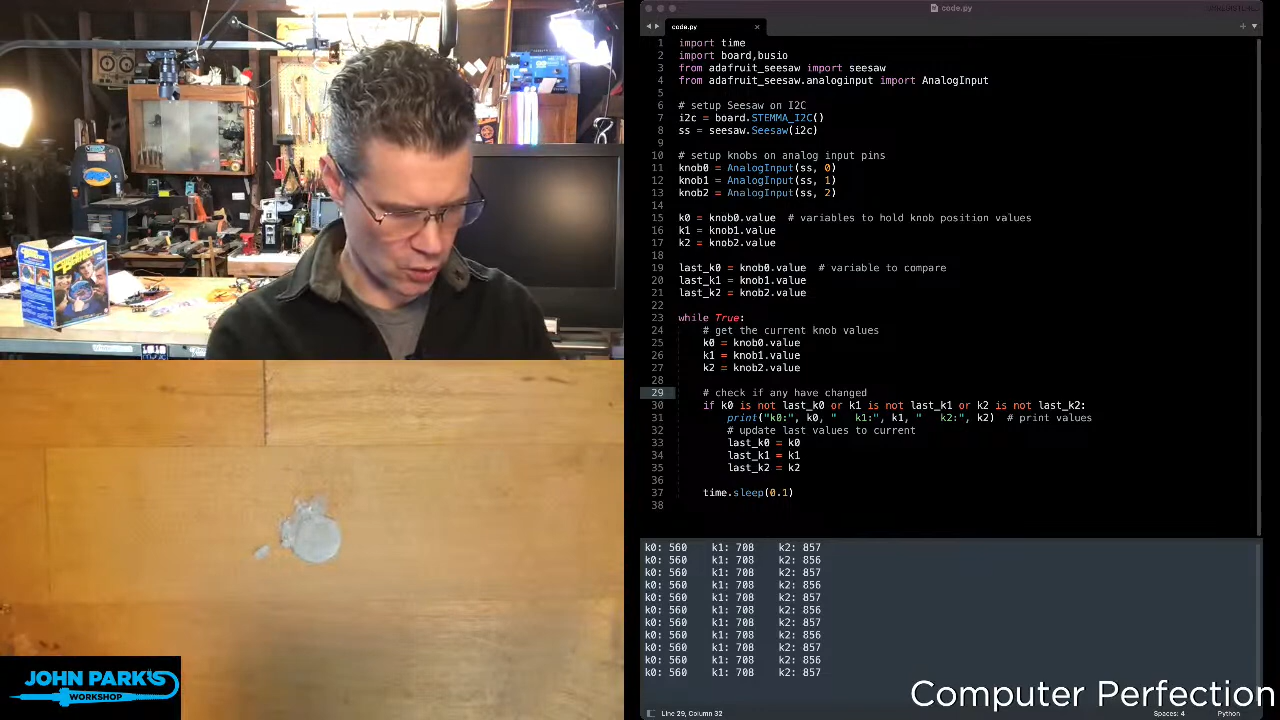 code.py
code.py
1 import time
2 import board,busio
3 from adafruit_seesaw import seesaw
4 from adafruit_seesaw.analoginput import AnalogInput
5
6 # setup Seesaw on I2C
7 i2c = board.STEMMA_I2C()
8 ss = seesaw.Seesaw(i2c)
9
10 # setup knobs on analog input pins
11 knob0 = AnalogInput(ss, 0)
12 knob1 = AnalogInput(ss, 1)
13 knob2 = AnalogInput(ss, 2)
14
15 k0 = knob0.value # variables to hold knob position values
16 k1 = knob1.value
17 k2 = knob2.value
18
19 last_k0 = knob0.value # variable to compare
20 last_k1 = knob1.value
21 last_k2 = knob2.value
22
23 while True:
24 # get the current knob values
25 k0 = knob0.value
26 k1 = knob1.value
27 k2 = knob2.value
28
29 # check if any have changed
30 if k0 is not last_k0 or k1 is not last_k1 or k2 is not last_k2:
31 print("k0:", k0, "   k1:", k1, "   k2:", k2) # print values
32 # update last values to current
33 last_k0 = k0
34 last_k1 = k1
35 last_k2 = k2
36
37 time.sleep(0.1)
38
k0: 560 k1: 708 k2: 857
k0: 560 k1: 708 k2: 856
k0: 560 k1: 708 k2: 857
k0: 560 k1: 708 k2: 856
k0: 560 k1: 708 k2: 857
k0: 560 k1: 708 k2: 856
k0: 560 k1: 708 k2: 857
k0: 560 k1: 708 k2: 856
k0: 560 k1: 708 k2: 857
k0: 560 k1: 708 k2: 856
k0: 560 k1: 708 k2: 857
Line 29, Column 32
Spaces: 4
Python
Computer Perfection
JOHN PARK'S
WORKSHOP